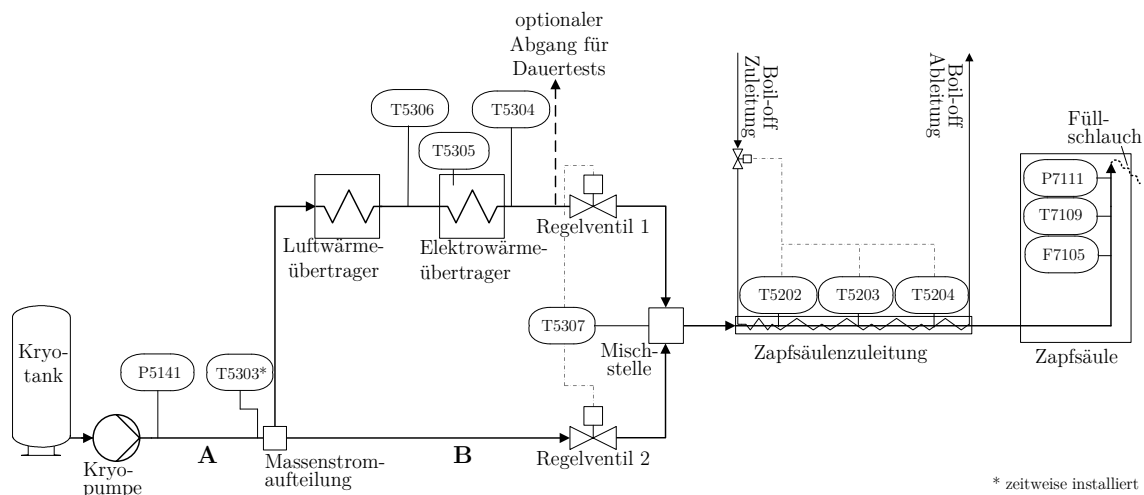 optionaler
Abgang für
Dauertests
T5306
T5304
T5305
Luftwärme-
übertrager
Elektrowärme-
übertrager
Regelventil 1
Boil-off
Zuleitung
Boil-off
Ableitung
Füll-
schlauch
P7111
T7109
F7105
T5202
T5203
T5204
T5307
Misch-
stelle
Zapfsäulenzuleitung
Zapfsäule
Kryo-
tank
P5141
T5303*
A
B
Kryo-
pumpe
Massenstrom-
aufteilung
Regelventil 2
* zeitweise installiert